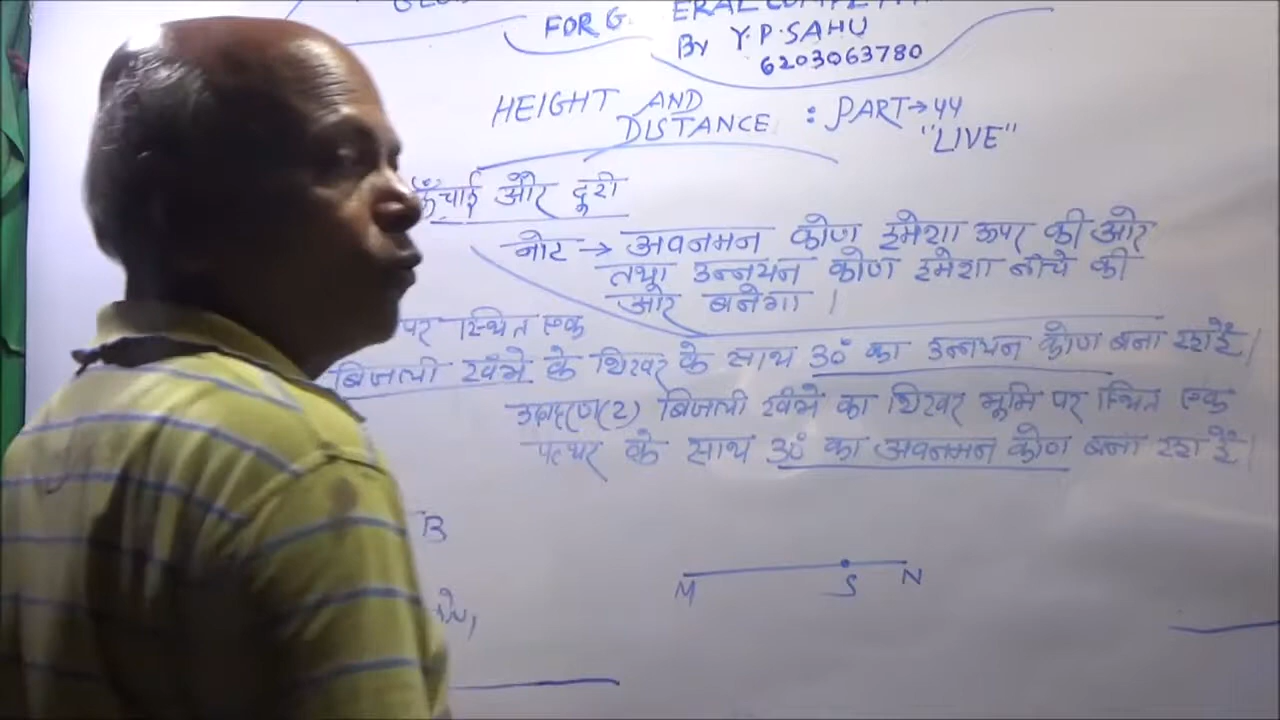 FOR G
By Y.P.SAHU
6203063780
HEIGHT AND
DISTANCE : PART→44
"LIVE"
ऊँचाई और दूरी
नोट → अवनमन कोण हमेशा ऊपर की ओर
तथा उन्नयन कोण हमेशा नीचे की
ओर बनेगा ।
पर स्थित एक
बिजली खंभे के शिखर के साथ 30° का उन्नयन कोण बना रहा है।
उदाहरण(2) बिजली खंभे का शिखर भूमि पर स्थित एक
पत्थर के साथ 30° का अवनमन कोण बना रहा है।
B
M S N